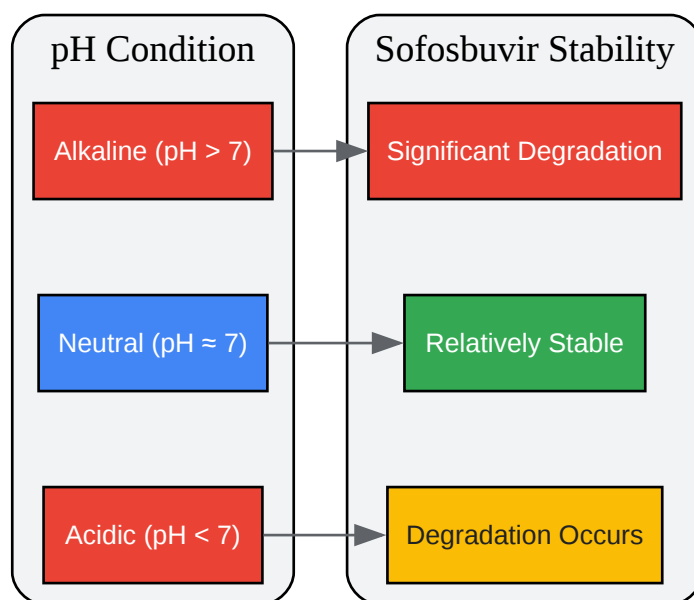 pH Condition
Sofosbuvir Stability
Alkaline (pH > 7)
Significant Degradation
Neutral (pH ≈ 7)
Relatively Stable
Acidic (pH < 7)
Degradation Occurs